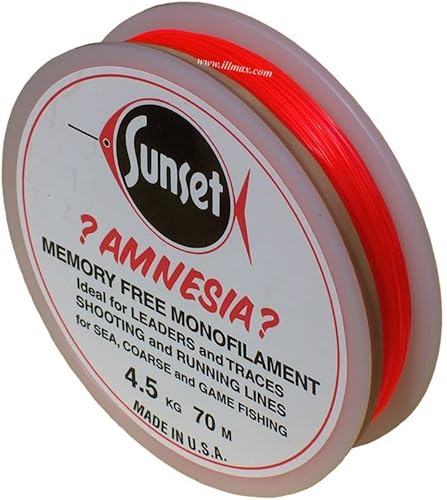 www.illmax.com
Sunset
? AMNESIA ?
MEMORY FREE MONOFILAMENT
Ideal for LEADERS and TRACES
SHOOTING and RUNNING LINES
for SEA, COARSE and GAME FISHING
4.5 KG 70 M
MADE IN U.S.A.